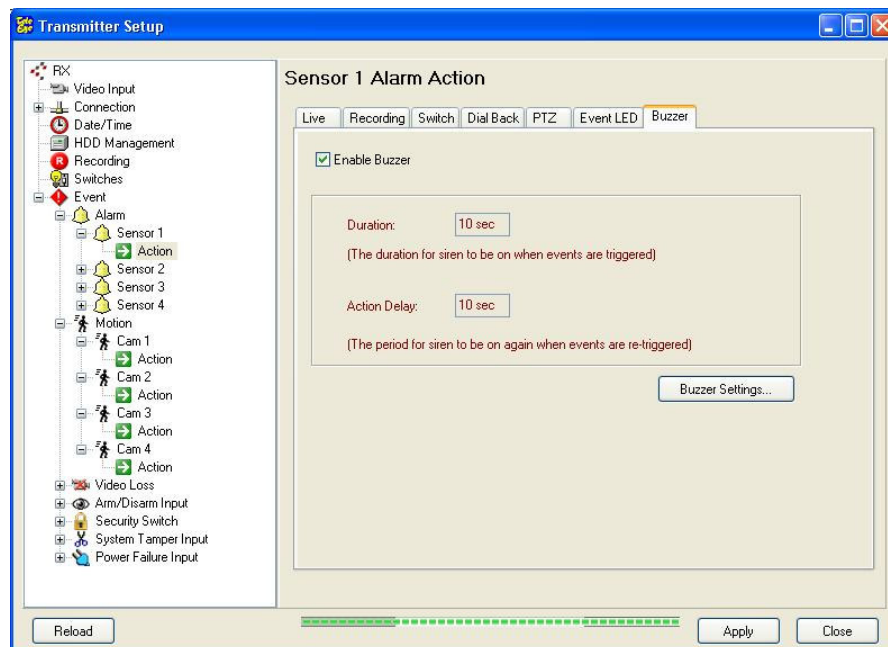 Transmitter Setup
RX
Video Input
Connection
Date/Time
HDD Management
Recording
Switches
Event
Alarm
Sensor 1
Action
Sensor 2
Sensor 3
Sensor 4
Motion
Cam 1
Action
Cam 2
Action
Cam 3
Action
Cam 4
Action
Video Loss
Arm/Disarm Input
Security Switch
System Tamper Input
Power Failure Input
Sensor 1 Alarm Action
Live Recording Switch Dial Back PTZ Event LED Buzzer
Enable Buzzer
Duration: 10 sec
(The duration for siren to be on when events are triggered)
Action Delay: 10 sec
(The period for siren to be on again when events are re-triggered)
Buzzer Settings...
Reload Apply Close